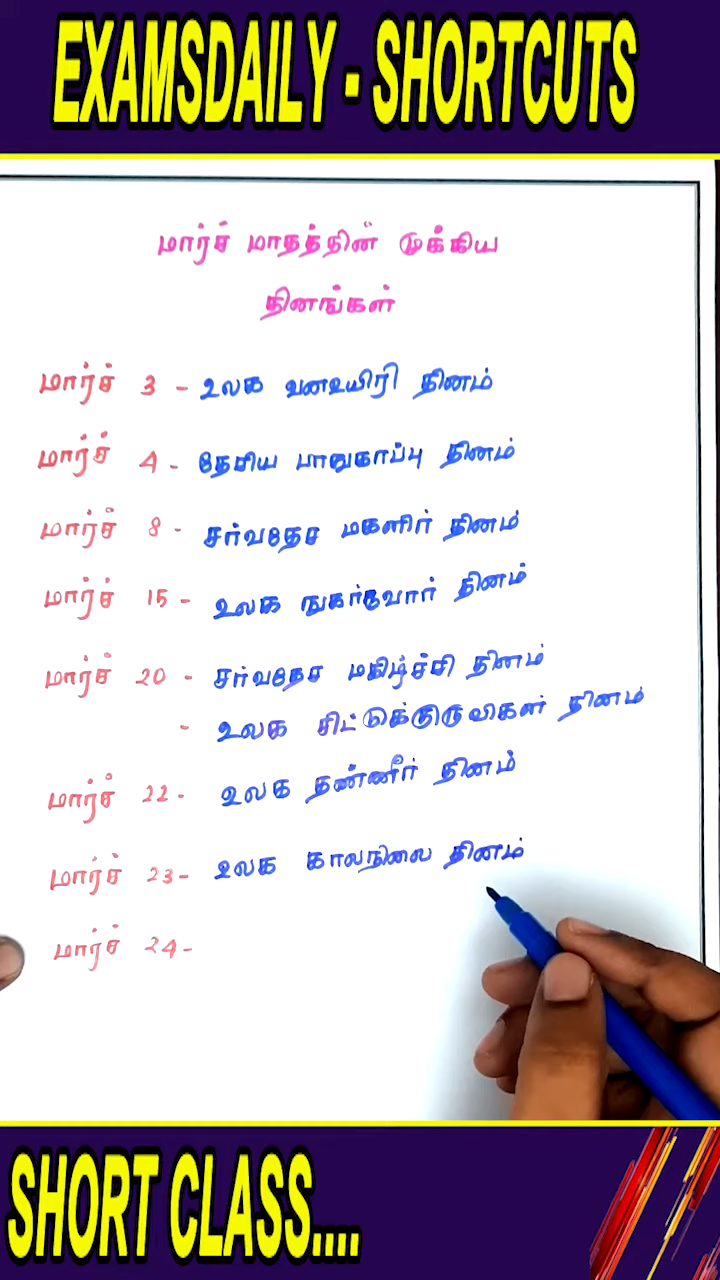 EXAMSDAILY - SHORTCUTS
மார்ச் மாதத்தின் முக்கிய
தினங்கள்
மார்ச் 3 - உலக வனஉயிரி தினம்
மார்ச் 4 - தேசிய பாதுகாப்பு தினம்
மார்ச் 8 - சர்வதேச மகளிர் தினம்
மார்ச் 15 - உலக நுகர்வோர் தினம்
மார்ச் 20 - சர்வதேச மகிழ்ச்சி தினம்
- உலக சிட்டுக்குருவிகள் தினம்
மார்ச் 22 - உலக தண்ணீர் தினம்
மார்ச் 23 - உலக காலநிலை தினம்
மார்ச் 24 -
SHORT CLASS....